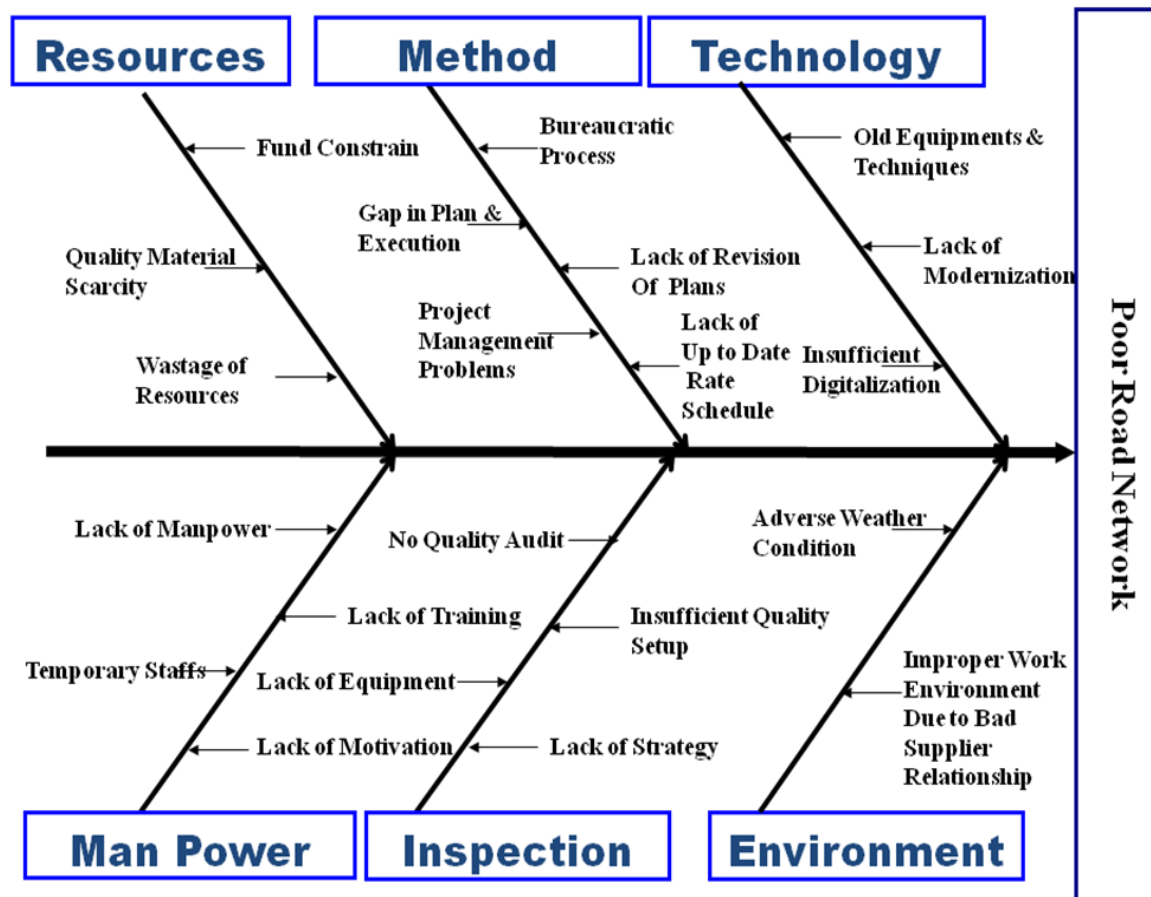 Resources
Method
Technology
Fund Constrain
Quality Material
Scarcity
Wastage of
Resources
Bureaucratic
Process
Gap in Plan &
Execution
Lack of Revision
Of Plans
Project
Management
Problems
Lack of
Up to Date
Rate
Schedule
Old Equipments &
Techniques
Lack of
Modernization
Insufficient
Digitalization
Poor Road Network
Lack of Manpower
Lack of Training
Temporary Staffs
Lack of Motivation
No Quality Audit
Insufficient Quality
Setup
Lack of Equipment
Lack of Strategy
Adverse Weather
Condition
Improper Work
Environment
Due to Bad
Supplier
Relationship
Man Power
Inspection
Environment